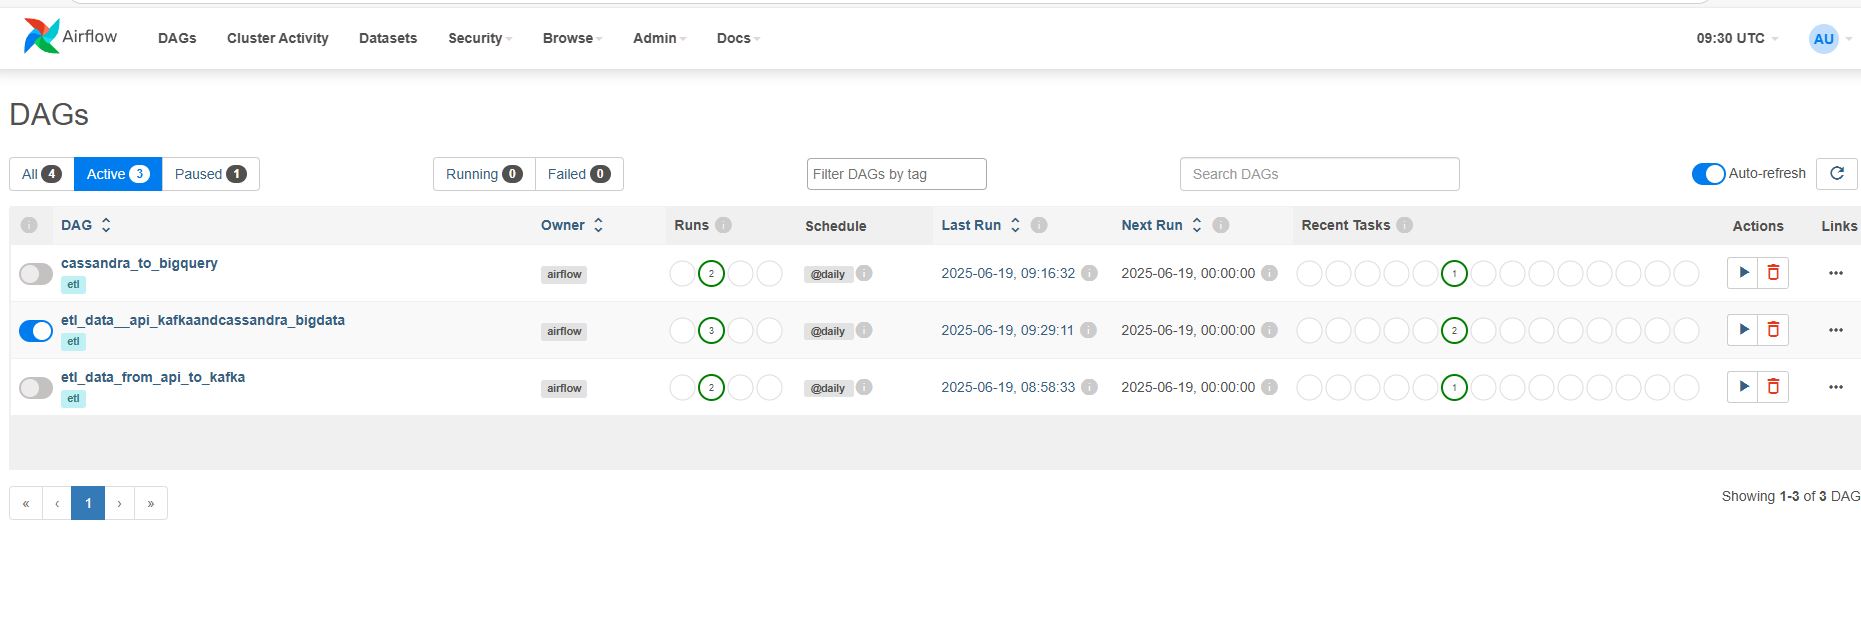 Airflow DAGs Cluster Activity Datasets Security Browse Admin Docs 09:30 UTC AU
DAGs
All 4 Active 3 Paused 1 Running 0 Failed 0 Filter DAGs by tag Search DAGs Auto-refresh
i DAG Owner Runs i Schedule Last Run i Next Run i Recent Tasks i Actions Links
cassandra_to_bigquery airflow 2 @daily i 2025-06-19, 09:16:32 i 2025-06-19, 00:00:00 i 1 •••
etl
etl_data__api_kafkaandcassandra_bigdata airflow 3 @daily i 2025-06-19, 09:29:11 i 2025-06-19, 00:00:00 i 2 •••
etl
etl_data_from_api_to_kafka airflow 2 @daily i 2025-06-19, 08:58:33 i 2025-06-19, 00:00:00 i 1 •••
etl
« ‹ 1 › » Showing 1-3 of 3 DAG